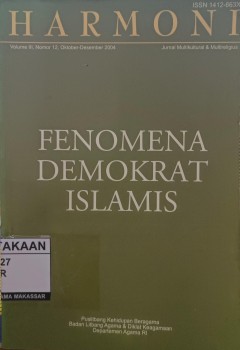 ISSN 1412-663X
HARMONI
Volume III, Nomor 12, Oktober-Desember 2004
Jurnal Multikultural & Multireligius
FENOMENA
DEMOKRAT
ISLAMIS
TAKAAN
27
R
AMA MAKASSAR
Puslitbang Kehidupan Beragama
Badan Litbang Agama & Diklat Keagamaan
Departemen Agama RI